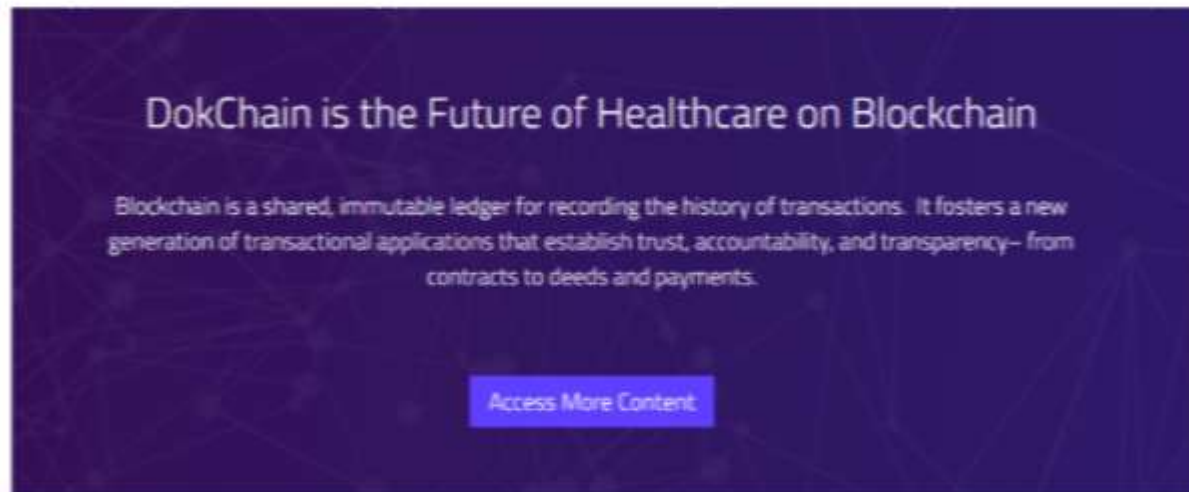 DokChain is the Future of Healthcare on Blockchain
Blockchain is a shared, immutable ledger for recording the history of transactions.  It fosters a new
generation of transactional applications that establish trust, accountability, and transparency– from
contracts to deeds and payments.
Access More Content